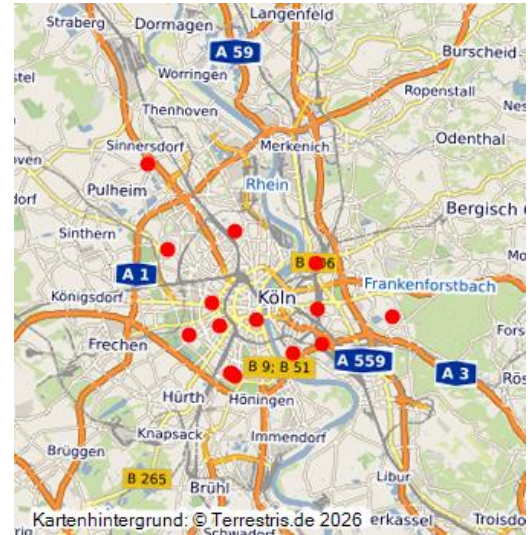 Straberg
Dormagen
Langenfeld
A 59
Burscheid
Worringen
Ropenstall
Thenhoven
Sinnersdorf
Merkenich
Odenthal
Pulheim
Rhein
Bergisch
Sinthern
A 1
Köln
Frankenforstbach
Königsdorf
Frechen
A 559
A 3
B 9; B 51
Hürth
Höningen
Knapsack
Immendorf
Brüggen
B 265
Brühl
Libur
Kartenhintergrund: © Terrestris.de 2026
erkassel
Troisdo